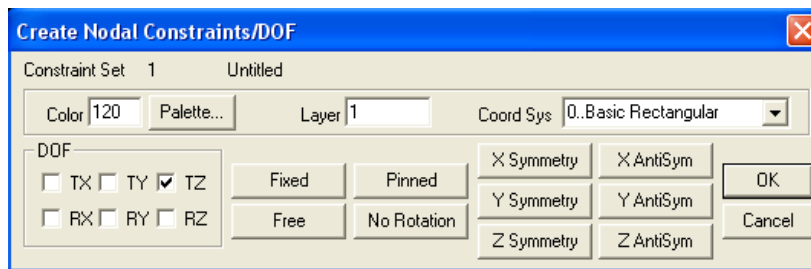 Create Nodal Constraints/DOF
Constraint Set 1 Untitled
Color 120 Palette... Layer 1 Coord Sys 0..Basic Rectangular
DOF
TX TY TZ
RX RY RZ
Fixed Pinned
Free No Rotation
X Symmetry X AntiSym
Y Symmetry Y AntiSym
Z Symmetry Z AntiSym
OK
Cancel